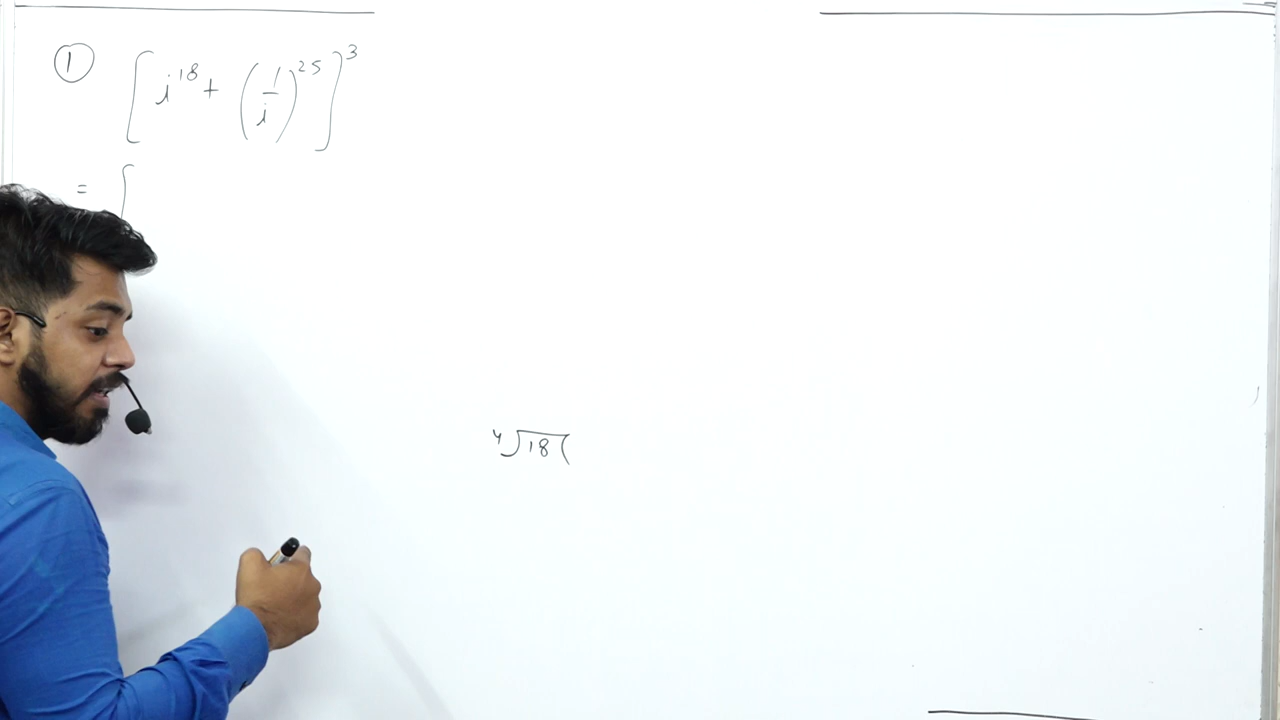 ① [ i^18 + (1/i)^25 ]^3
= [
4 √18 (